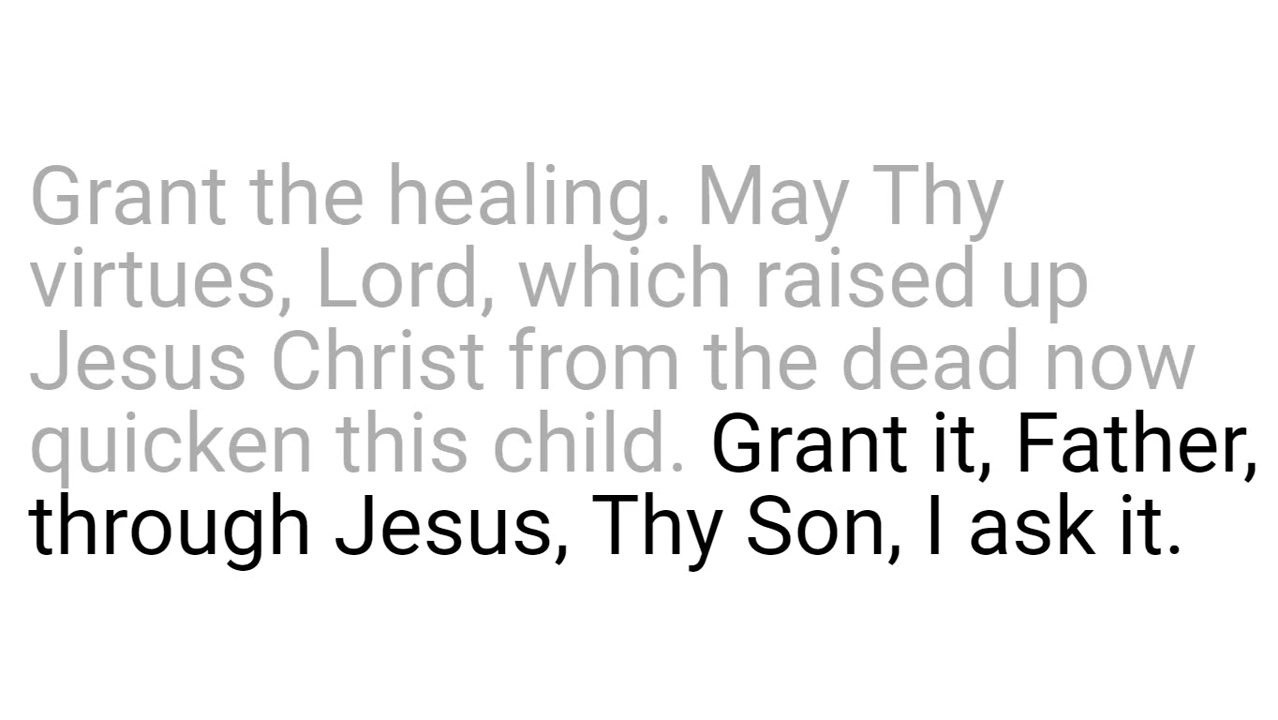 Grant the healing. May Thy
virtues, Lord, which raised up
Jesus Christ from the dead now
quicken this child. Grant it, Father,
through Jesus, Thy Son, I ask it.